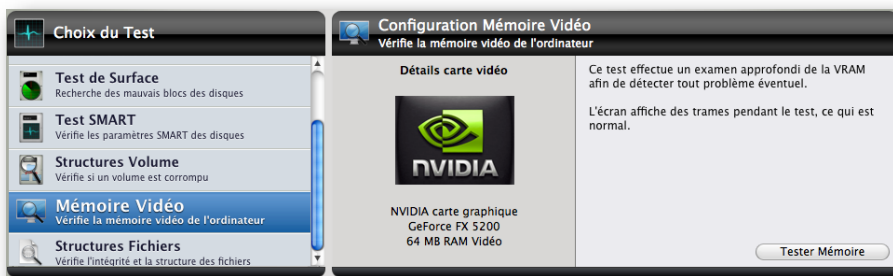 Choix du Test
Test de Surface
Recherche des mauvais blocs des disques
Test SMART
Vérifie les paramètres SMART des disques
Structures Volume
Vérifie si un volume est corrompu
Mémoire Vidéo
Vérifie la mémoire vidéo de l'ordinateur
Structures Fichiers
Vérifie l'intégrité et la structure des fichiers
Configuration Mémoire Vidéo
Vérifie la mémoire vidéo de l'ordinateur
Détails carte vidéo
NVIDIA
NVIDIA carte graphique
GeForce FX 5200
64 MB RAM Vidéo
Ce test effectue un examen approfondi de la VRAM
afin de détecter tout problème éventuel.
L'écran affiche des trames pendant le test, ce qui est
normal.
Tester Mémoire